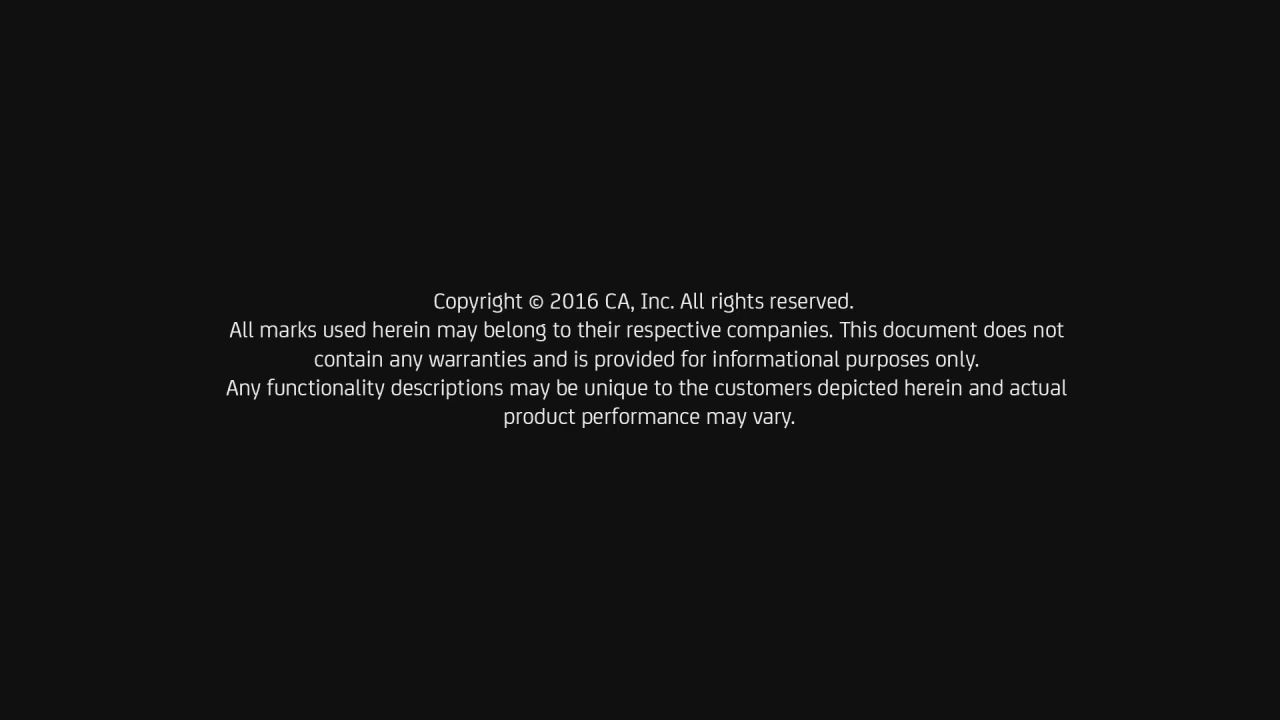 Copyright © 2016 CA, Inc. All rights reserved.
All marks used herein may belong to their respective companies. This document does not
contain any warranties and is provided for informational purposes only.
Any functionality descriptions may be unique to the customers depicted herein and actual
product performance may vary.